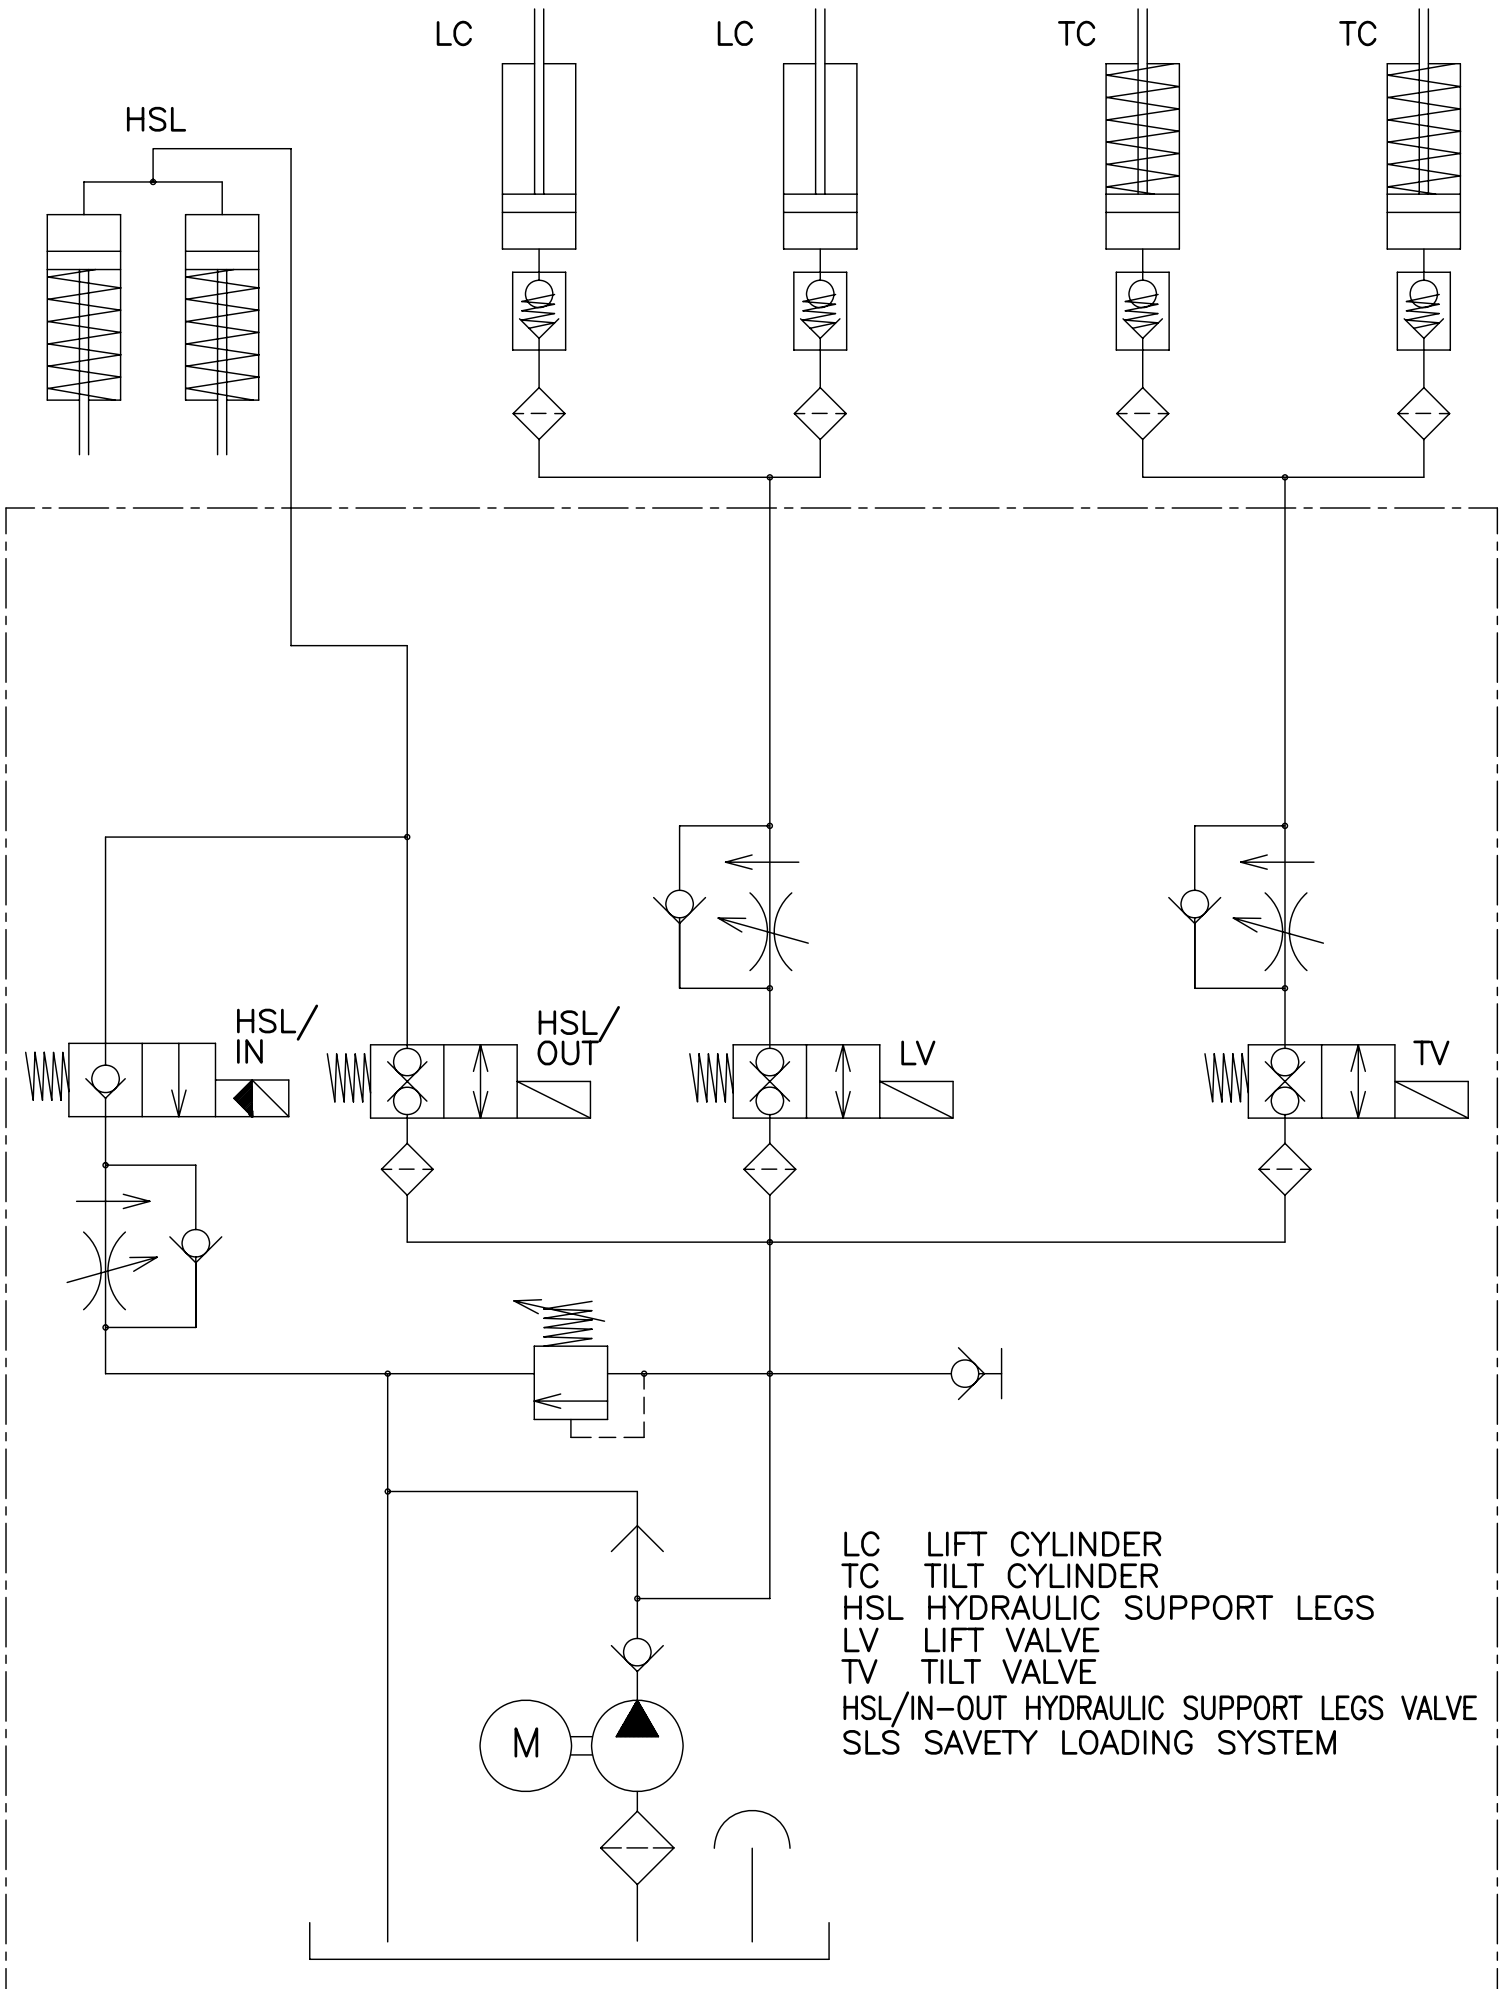 LC LC TC TC
HSL
HSL/
IN
HSL/
OUT
LV
TV
LC LIFT CYLINDER
TC TILT CYLINDER
HSL HYDRAULIC SUPPORT LEGS
LV LIFT VALVE
TV TILT VALVE
HSL/IN-OUT HYDRAULIC SUPPORT LEGS VALVE
SLS SAVETY LOADING SYSTEM
M